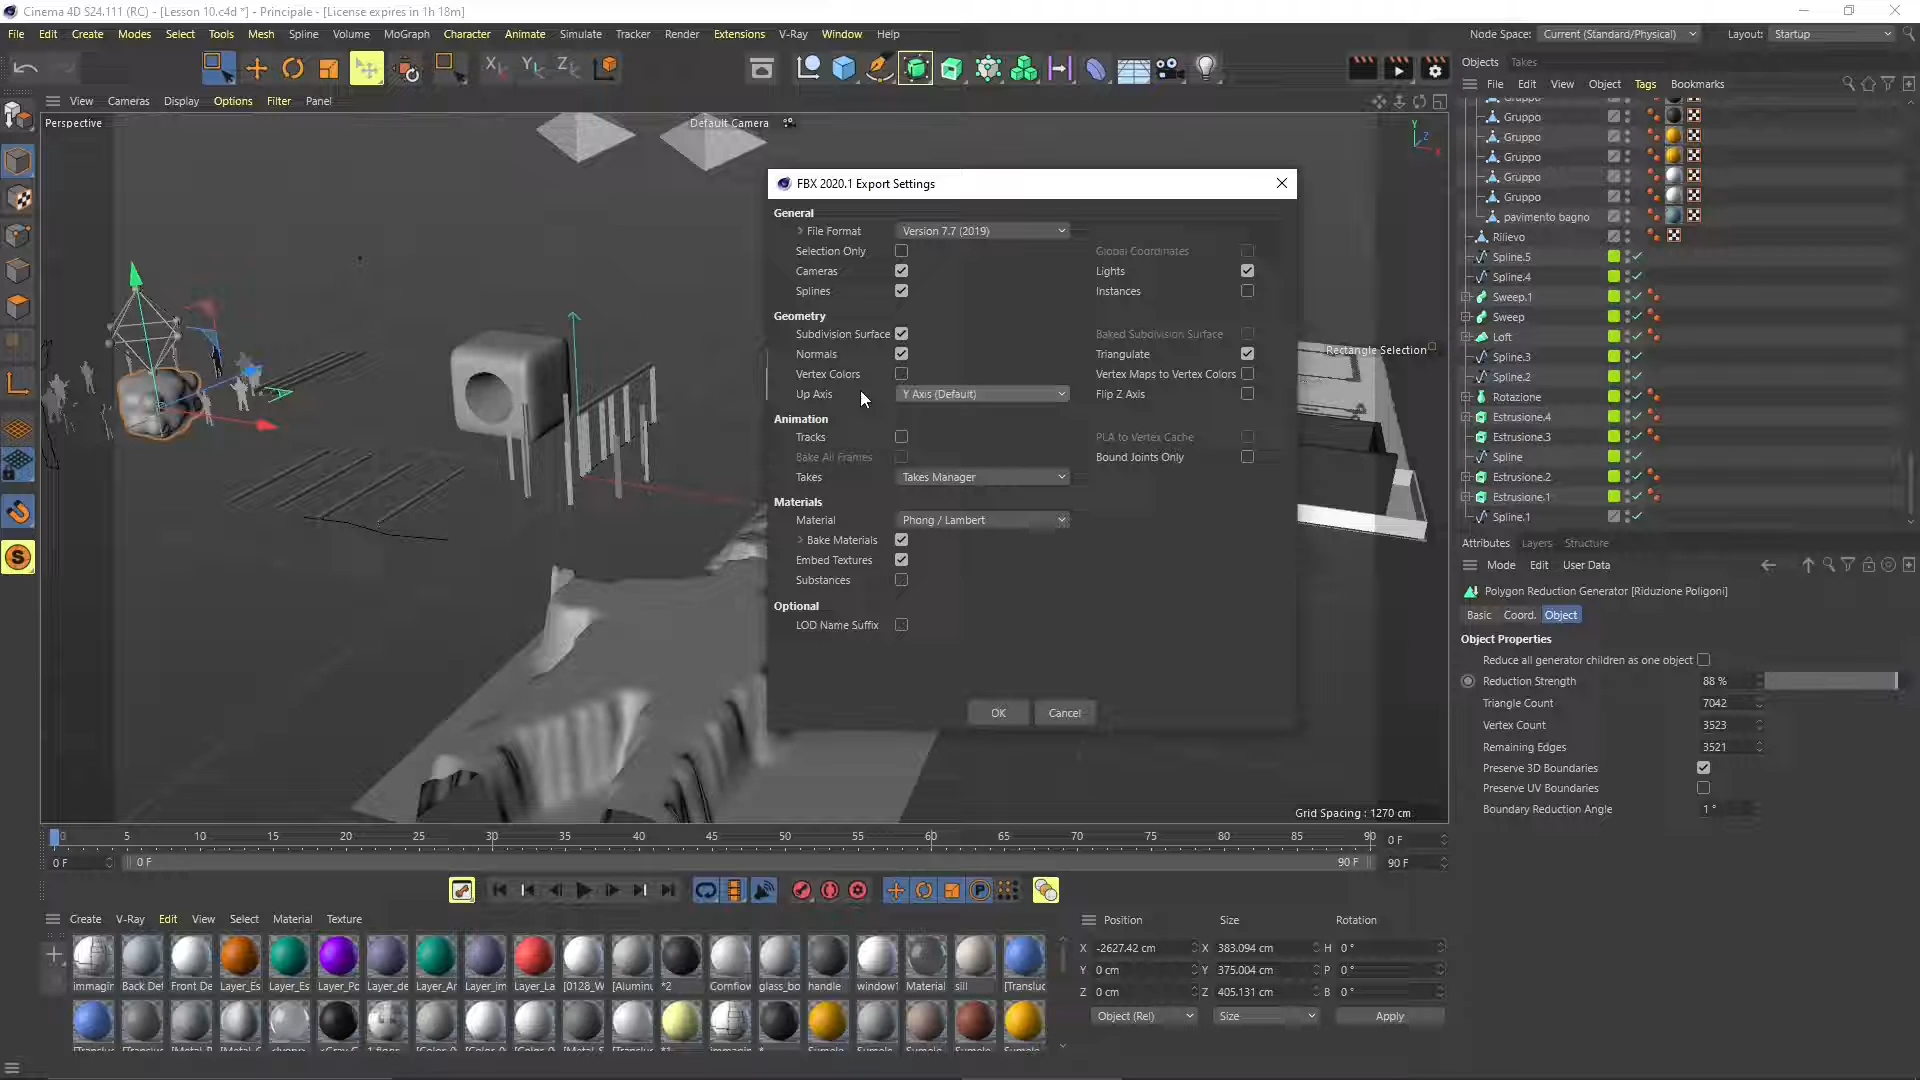 Cinema 4D S24.111 (RC) - [Lesson 10.c4d *] - Principale - [License expires in 1h 18m]
File Edit Create Modes Select Tools Mesh Spline Volume MoGraph Character Animate Simulate Tracker Render Extensions V-Ray Window Help
Node Space: Current (Standard/Physical) Layout: Startup
Objects Takes
File Edit View Object Tags Bookmarks
View Cameras Display Options Filter Panel
Perspective
Default Camera
Rectangle Selection
Grid Spacing : 1270 cm
FBX 2020.1 Export Settings
General
File Format Version 7.7 (2019)
Selection Only Global Coordinates
Cameras Lights
Splines Instances
Geometry
Subdivision Surface Baked Subdivision Surface
Normals Triangulate
Vertex Colors Vertex Maps to Vertex Colors
Up Axis Y Axis (Default) Flip Z Axis
Animation
Tracks PLA to Vertex Cache
Bake All Frames Bound Joints Only
Takes Takes Manager
Materials
Material Phong / Lambert
Bake Materials
Embed Textures
Substances
Optional
LOD Name Suffix
OK Cancel
Gruppo
Gruppo
Gruppo
Gruppo
Gruppo
Gruppo
pavimento bagno
Rilievo
Spline.5
Spline.4
Sweep.1
Sweep
Loft
Spline.3
Spline.2
Rotazione
Estrusione.4
Estrusione.3
Spline
Estrusione.2
Estrusione.1
Spline.1
Attributes Layers Structure
Mode Edit User Data
Polygon Reduction Generator [Riduzione Poligoni]
Basic Coord. Object
Object Properties
Reduce all generator children as one object
Reduction Strength 88 %
Triangle Count 7042
Vertex Count 3523
Remaining Edges 3521
Preserve 3D Boundaries
Preserve UV Boundaries
Boundary Reduction Angle 1 °
0 5 10 15 20 25 30 35 40 45 50 55 60 65 70 75 80 85 90 0 F
0 F 0 F 90 F 90 F
Create V-Ray Edit View Select Material Texture
immagin Back Det Front De Layer_Es Layer_Es Layer_Po Layer_de Layer_Ar Layer_im Layer_La [0128_W [Aluminu *2 Cornflow glass_bo handle window1 Material sill [Transluc
Position Size Rotation
X -2627.42 cm X 383.094 cm H 0 °
Y 0 cm Y 375.004 cm P 0 °
Z 0 cm Z 405.131 cm B 0 °
Object (Rel) Size Apply